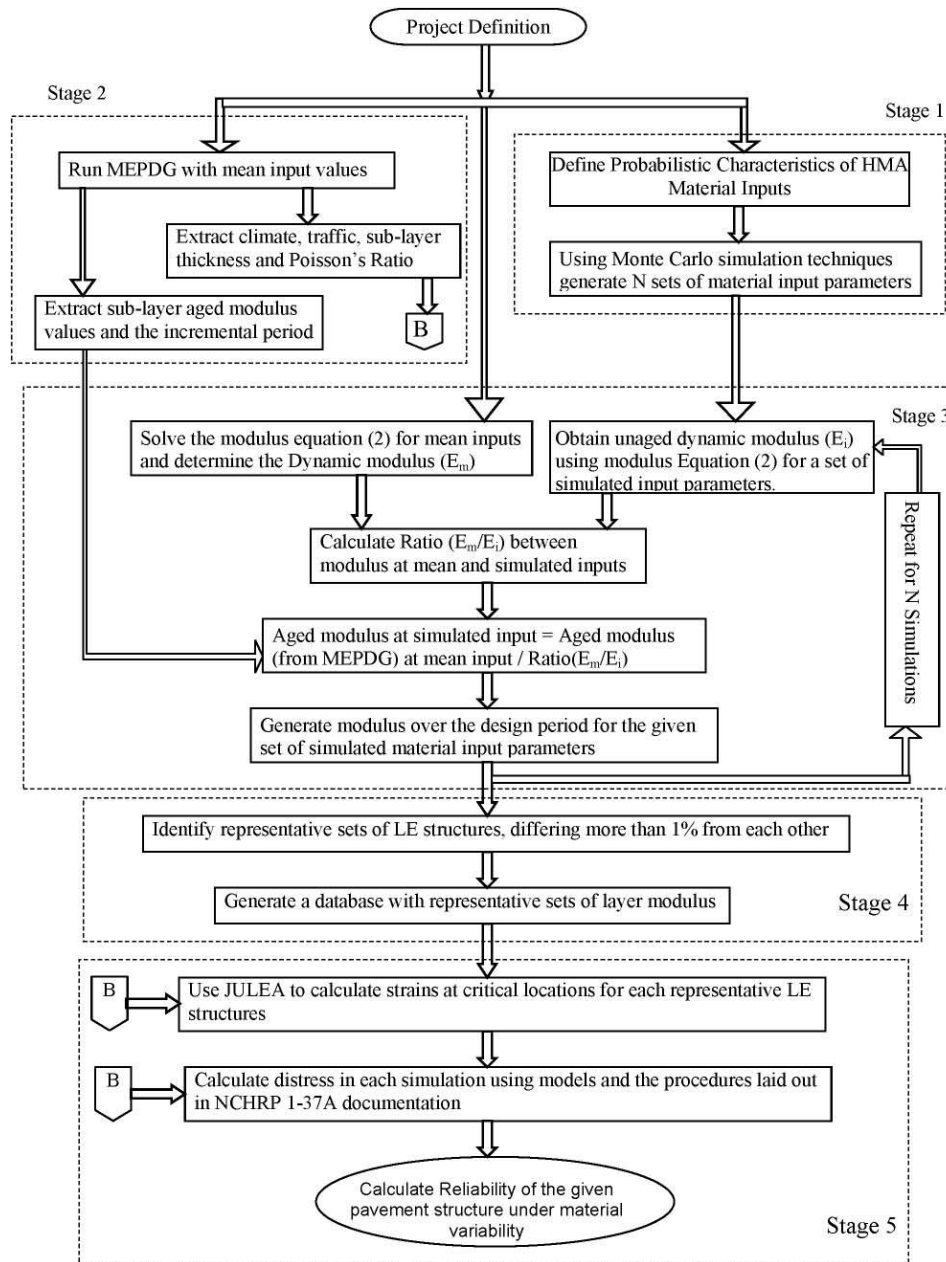 Project Definition
Stage 2
Stage 1
Run MEPDG with mean input values
Extract climate, traffic, sub-layer
thickness and Poisson's Ratio
B
Extract sub-layer aged modulus
values and the incremental period
Define Probabilistic Characteristics of HMA
Material Inputs
Using Monte Carlo simulation techniques
generate N sets of material input parameters
Stage 3
Solve the modulus equation (2) for mean inputs
and determine the Dynamic modulus (Em)
Obtain unaged dynamic modulus (Ei)
using modulus Equation (2) for a set of
simulated input parameters.
Calculate Ratio (Em/Ei) between
modulus at mean and simulated inputs
Repeat for N Simulations
Aged modulus at simulated input = Aged modulus
(from MEPDG) at mean input / Ratio(Em/Ei)
Generate modulus over the design period for the given
set of simulated material input parameters
Identify representative sets of LE structures, differing more than 1% from each other
Generate a database with representative sets of layer modulus
Stage 4
B
Use JULEA to calculate strains at critical locations for each representative LE
structures
B
Calculate distress in each simulation using models and the procedures laid out
in NCHRP 1-37A documentation
Calculate Reliability of the given
pavement structure under material
variability
Stage 5